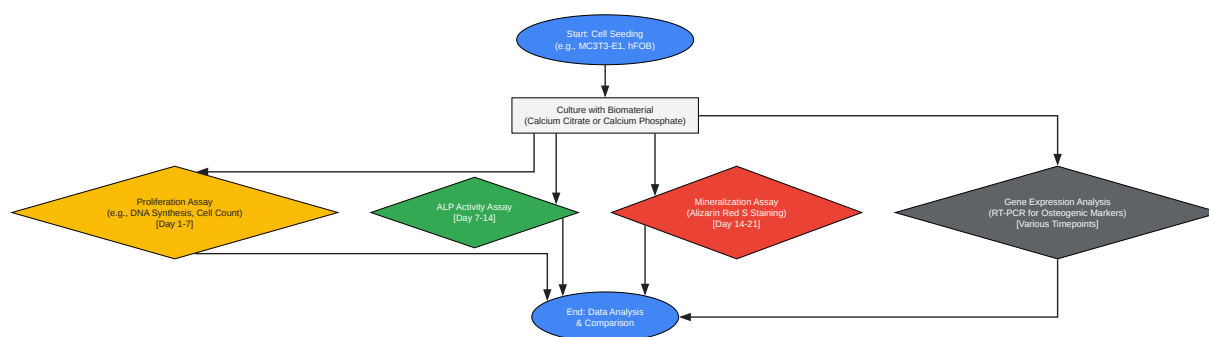 Start: Cell Seeding
(e.g., MC3T3-E1, hFOB)
Culture with Biomaterial
(Calcium Citrate or Calcium Phosphate)
Proliferation Assay
(e.g., DNA Synthesis, Cell Count)
[Day 1-7]
ALP Activity Assay
[Day 7-14]
Mineralization Assay
(Alizarin Red S Staining)
[Day 14-21]
Gene Expression Analysis
(RT-PCR for Osteogenic Markers)
[Various Timepoints]
End: Data Analysis
& Comparison